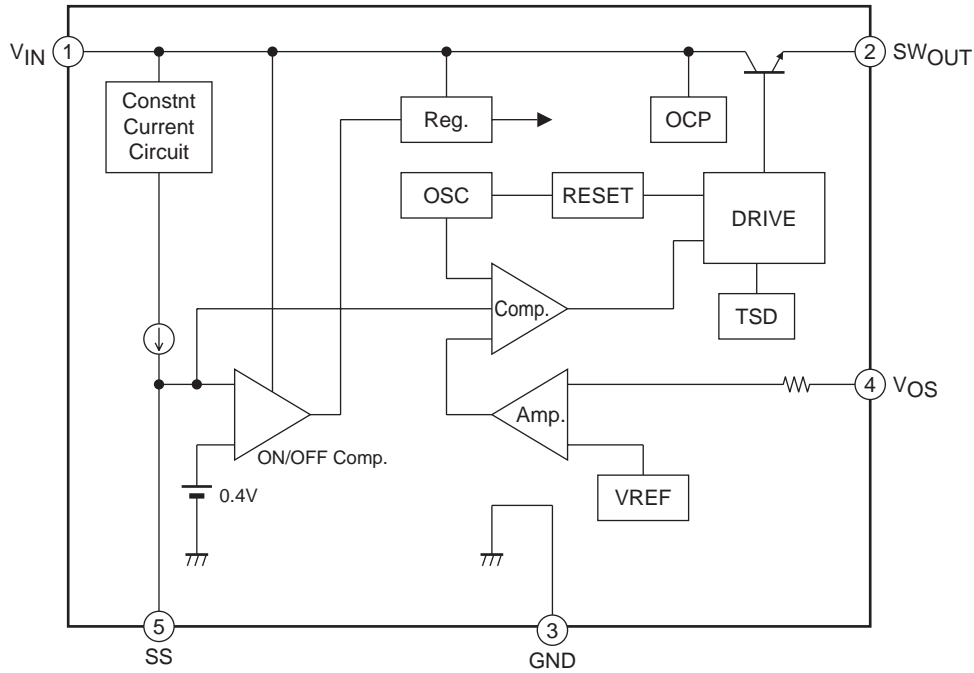 VIN 1
2 SWOUT
Constnt
Current
Circuit
Reg.
OCP
OSC
RESET
DRIVE
Comp.
TSD
4 VOS
Amp.
ON/OFF Comp.
0.4V
VREF
5
SS
3
GND